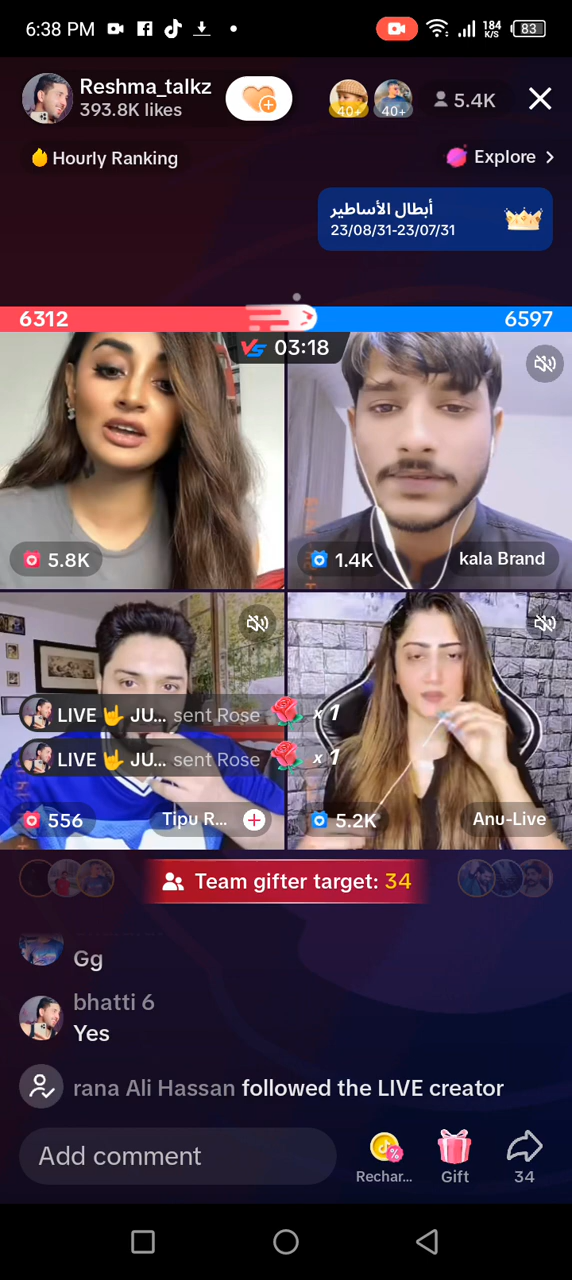 6:38 PM
184
K/S
83
Reshma_talkz
393.8K likes
40+
40+
5.4K
Hourly Ranking
Explore
أبطال الأساطير
23/08/31-23/07/31
6312
6597
VS 03:18
5.8K
1.4K
kala Brand
LIVE 🤟 JU... sent Rose x 1
LIVE 🤟 JU... sent Rose x 1
556
Tipu R...
5.2K
Anu-Live
Team gifter target: 34
Gg
bhatti 6
Yes
rana Ali Hassan followed the LIVE creator
Add comment
Rechar...
Gift
34